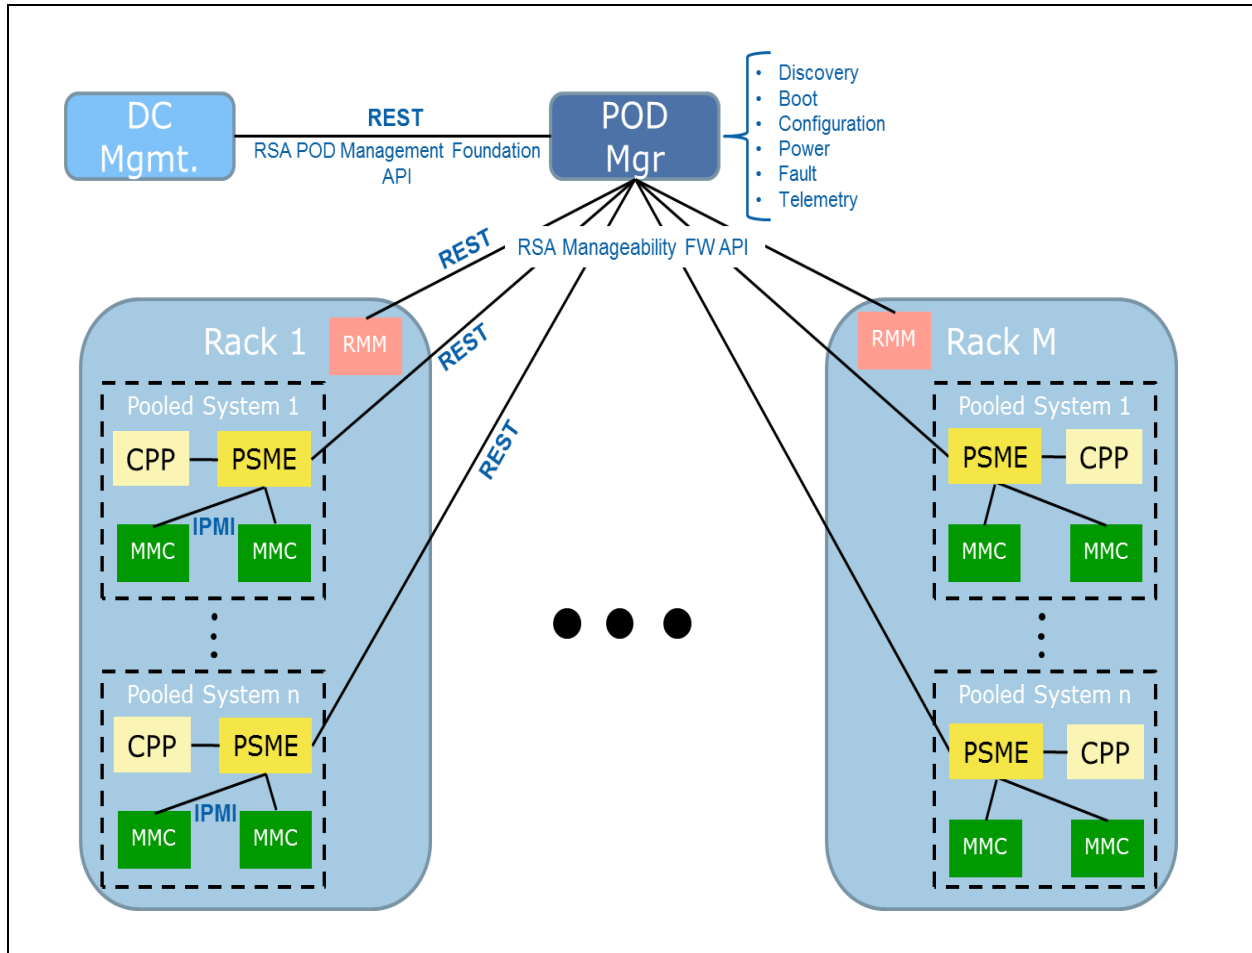 DC
Mgmt.
REST
RSA POD Management Foundation
API
POD
Mgr
• Discovery
• Boot
• Configuration
• Power
• Fault
• Telemetry
REST
RSA Manageability FW API
REST
REST
Rack 1
RMM
Pooled System 1
CPP
PSME
IPMI
MMC
MMC
Pooled System n
CPP
PSME
IPMI
MMC
MMC
RMM
Rack M
Pooled System 1
PSME
CPP
MMC
MMC
Pooled System n
PSME
CPP
MMC
MMC